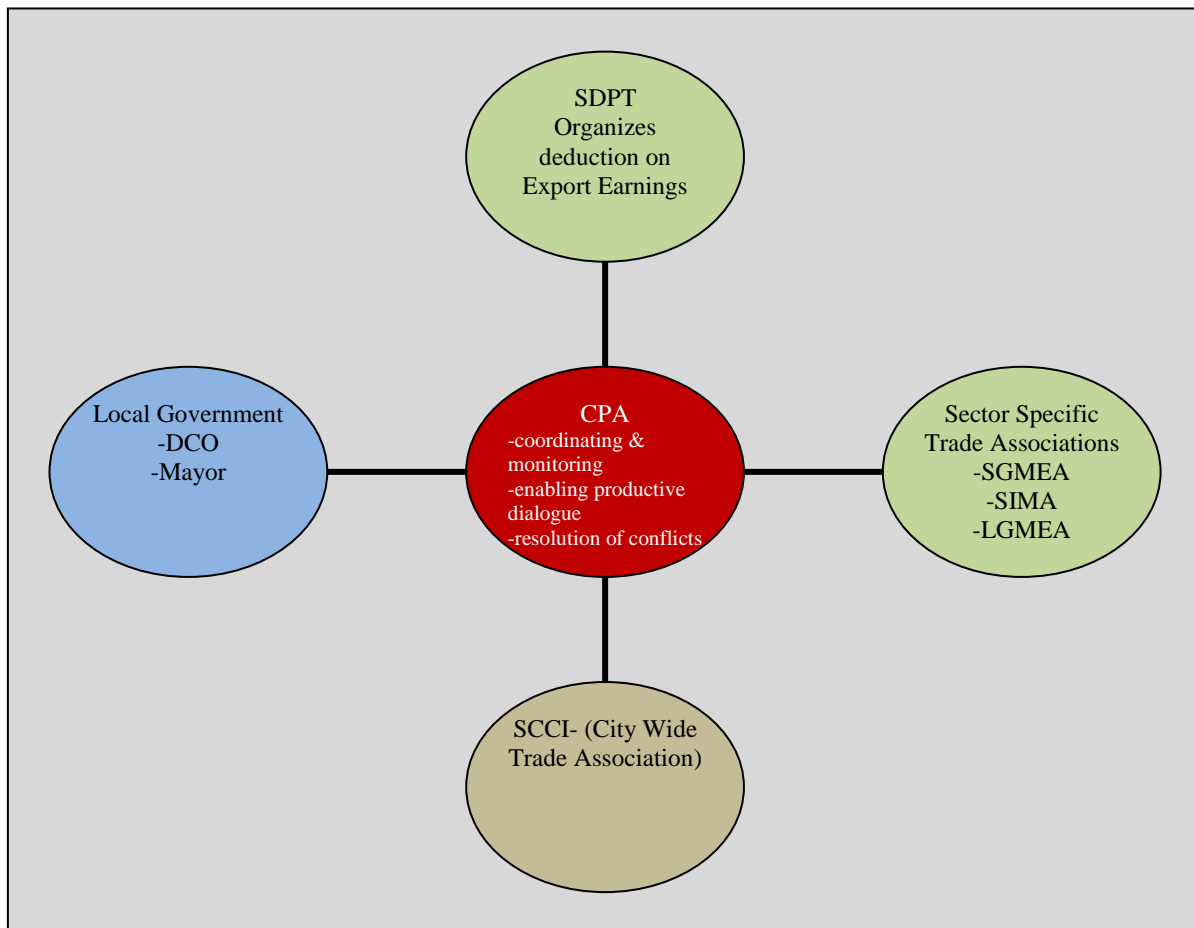 SDPT
Organizes
deduction on
Export Earnings
Local Government
-DCO
-Mayor
CPA
-coordinating &
monitoring
-enabling productive
dialogue
-resolution of conflicts
Sector Specific
Trade Associations
-SGMEA
-SIMA
-LGMEA
SCCI- (City Wide
Trade Association)